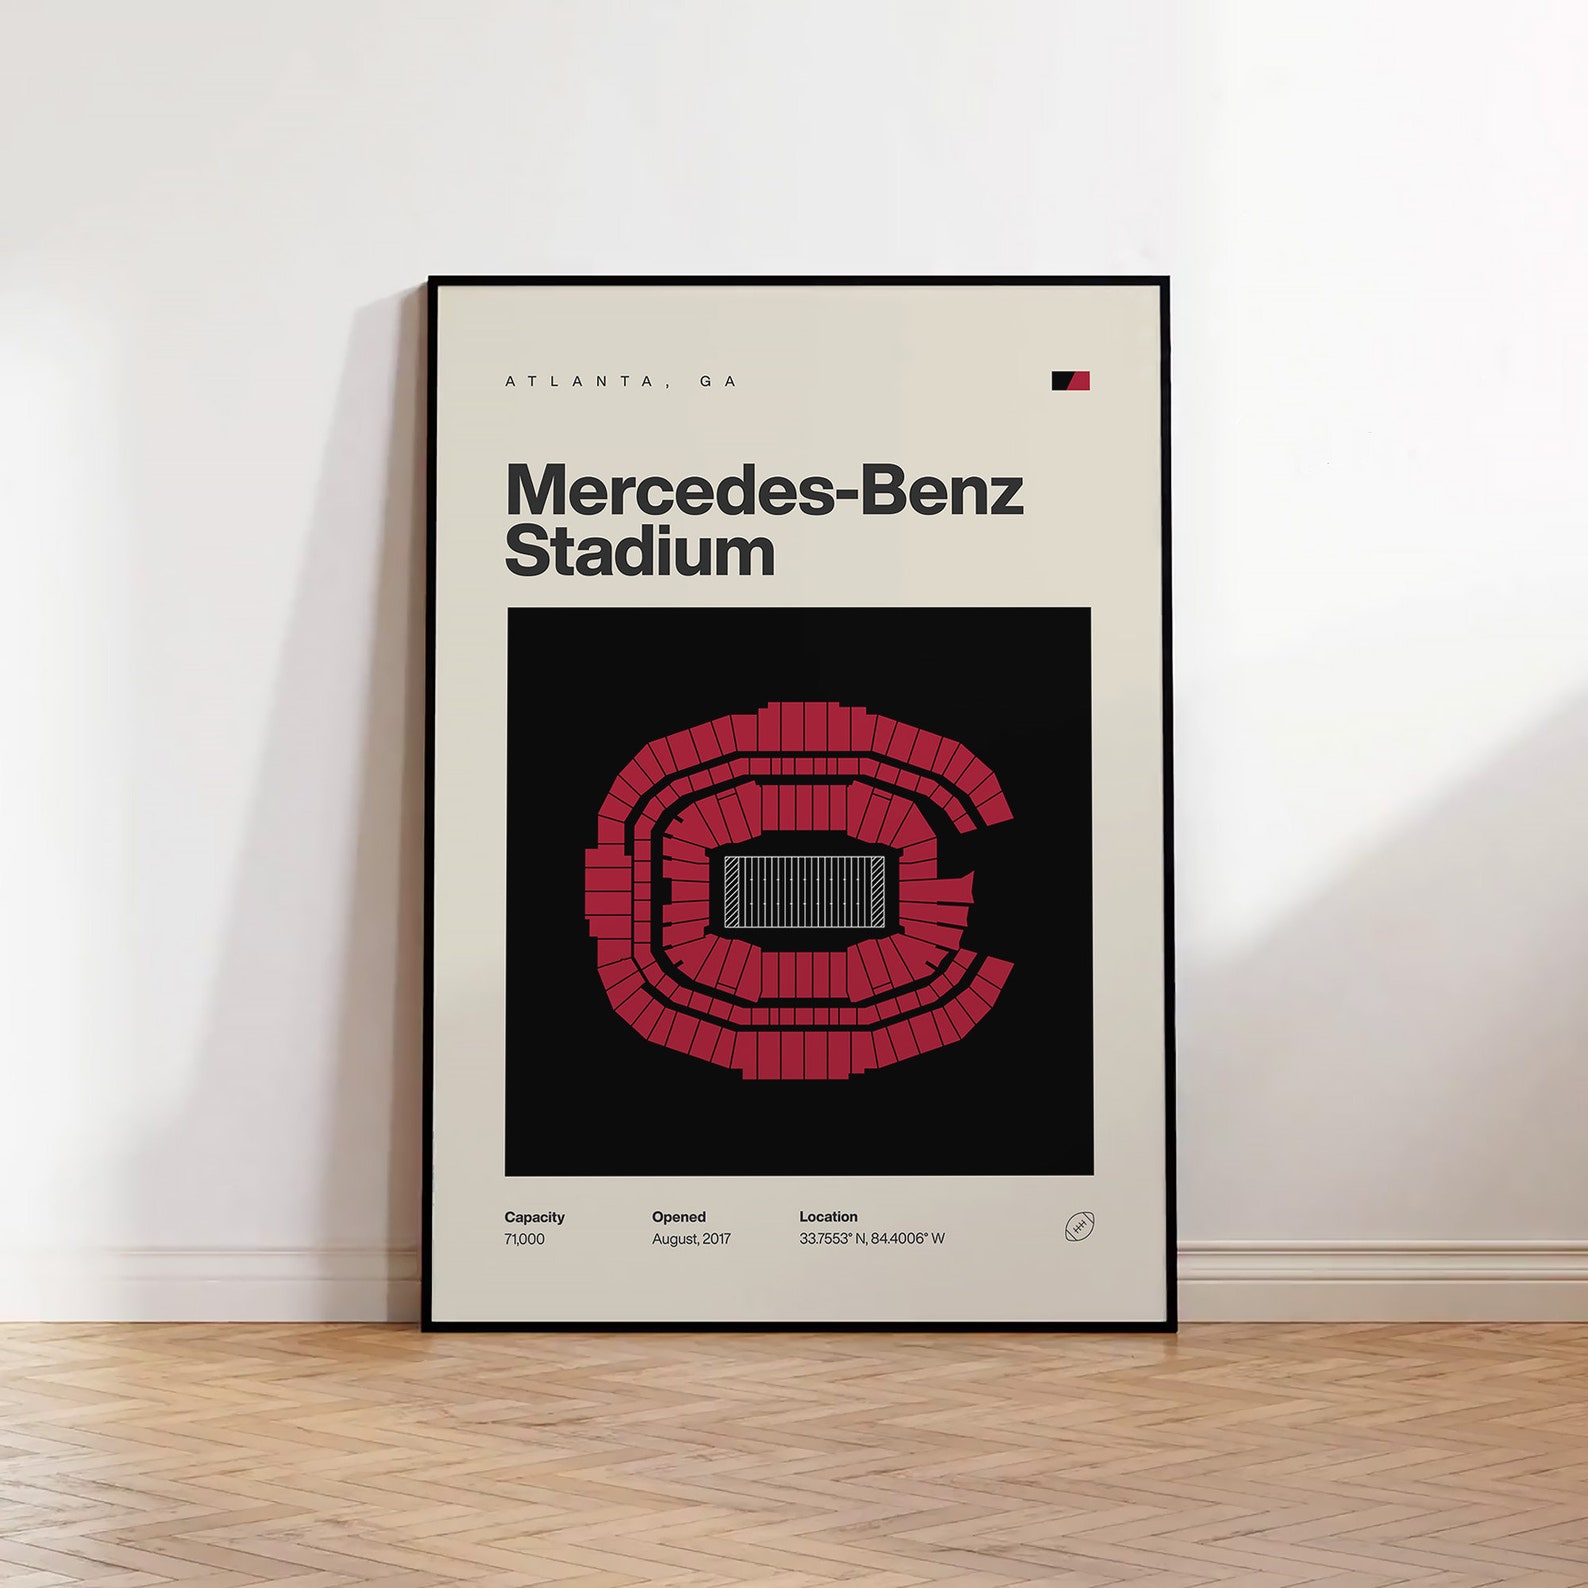 ATLANTA, GA
Mercedes-Benz
Stadium
Capacity
71,000
Opened
August, 2017
Location
33.7553° N, 84.4006° W